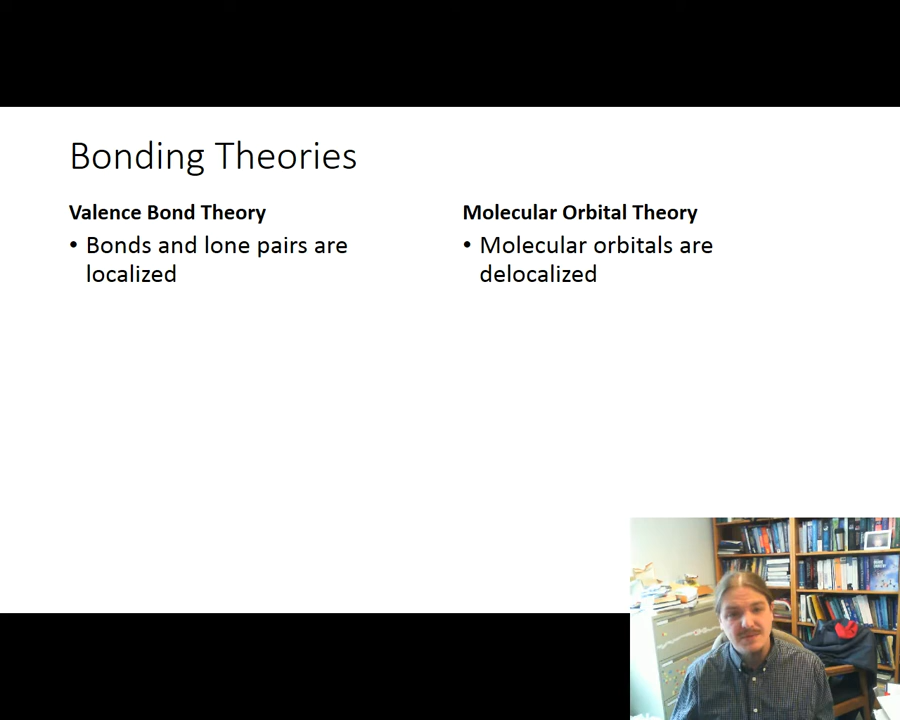 Bonding Theories
Valence Bond Theory
• Bonds and lone pairs are
localized
Molecular Orbital Theory
• Molecular orbitals are
delocalized